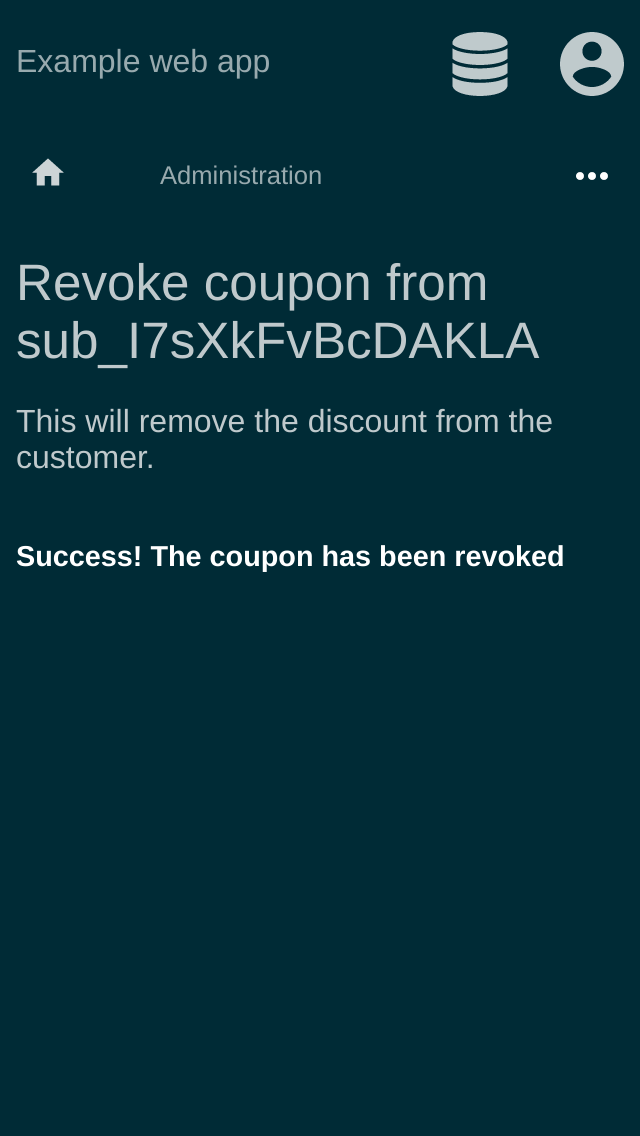 Example web app
Administration
Revoke coupon from
sub_I7sXkFvBcDAKLA
This will remove the discount from the
customer.
Success! The coupon has been revoked